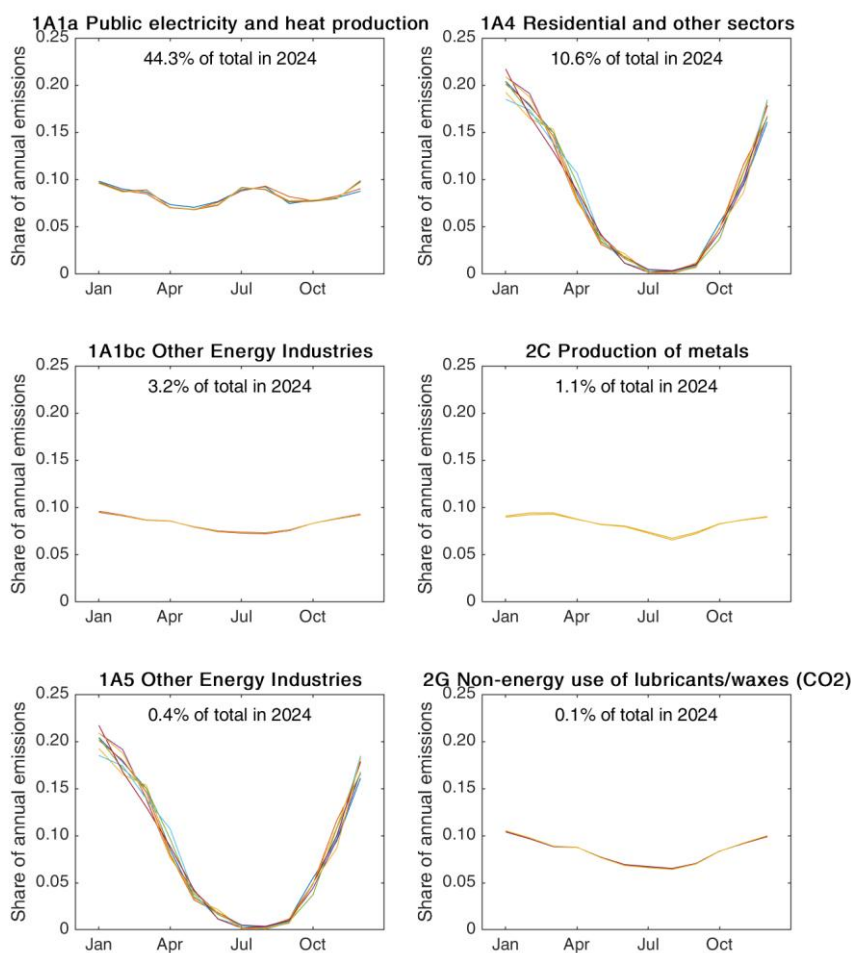 1A1a Public electricity and heat production
44.3% of total in 2024
Share of annual emissions
0.25
0.20
0.15
0.10
0.05
0
Jan Apr Jul Oct
1A4 Residential and other sectors
10.6% of total in 2024
Share of annual emissions
0.25
0.20
0.15
0.10
0.05
0
Jan Apr Jul Oct
1A1bc Other Energy Industries
3.2% of total in 2024
Share of annual emissions
0.25
0.20
0.15
0.10
0.05
0
Jan Apr Jul Oct
2C Production of metals
1.1% of total in 2024
Share of annual emissions
0.25
0.20
0.15
0.10
0.05
0
Jan Apr Jul Oct
1A5 Other Energy Industries
0.4% of total in 2024
Share of annual emissions
0.25
0.20
0.15
0.10
0.05
0
Jan Apr Jul Oct
2G Non-energy use of lubricants/waxes (CO2)
0.1% of total in 2024
Share of annual emissions
0.25
0.20
0.15
0.10
0.05
0
Jan Apr Jul Oct